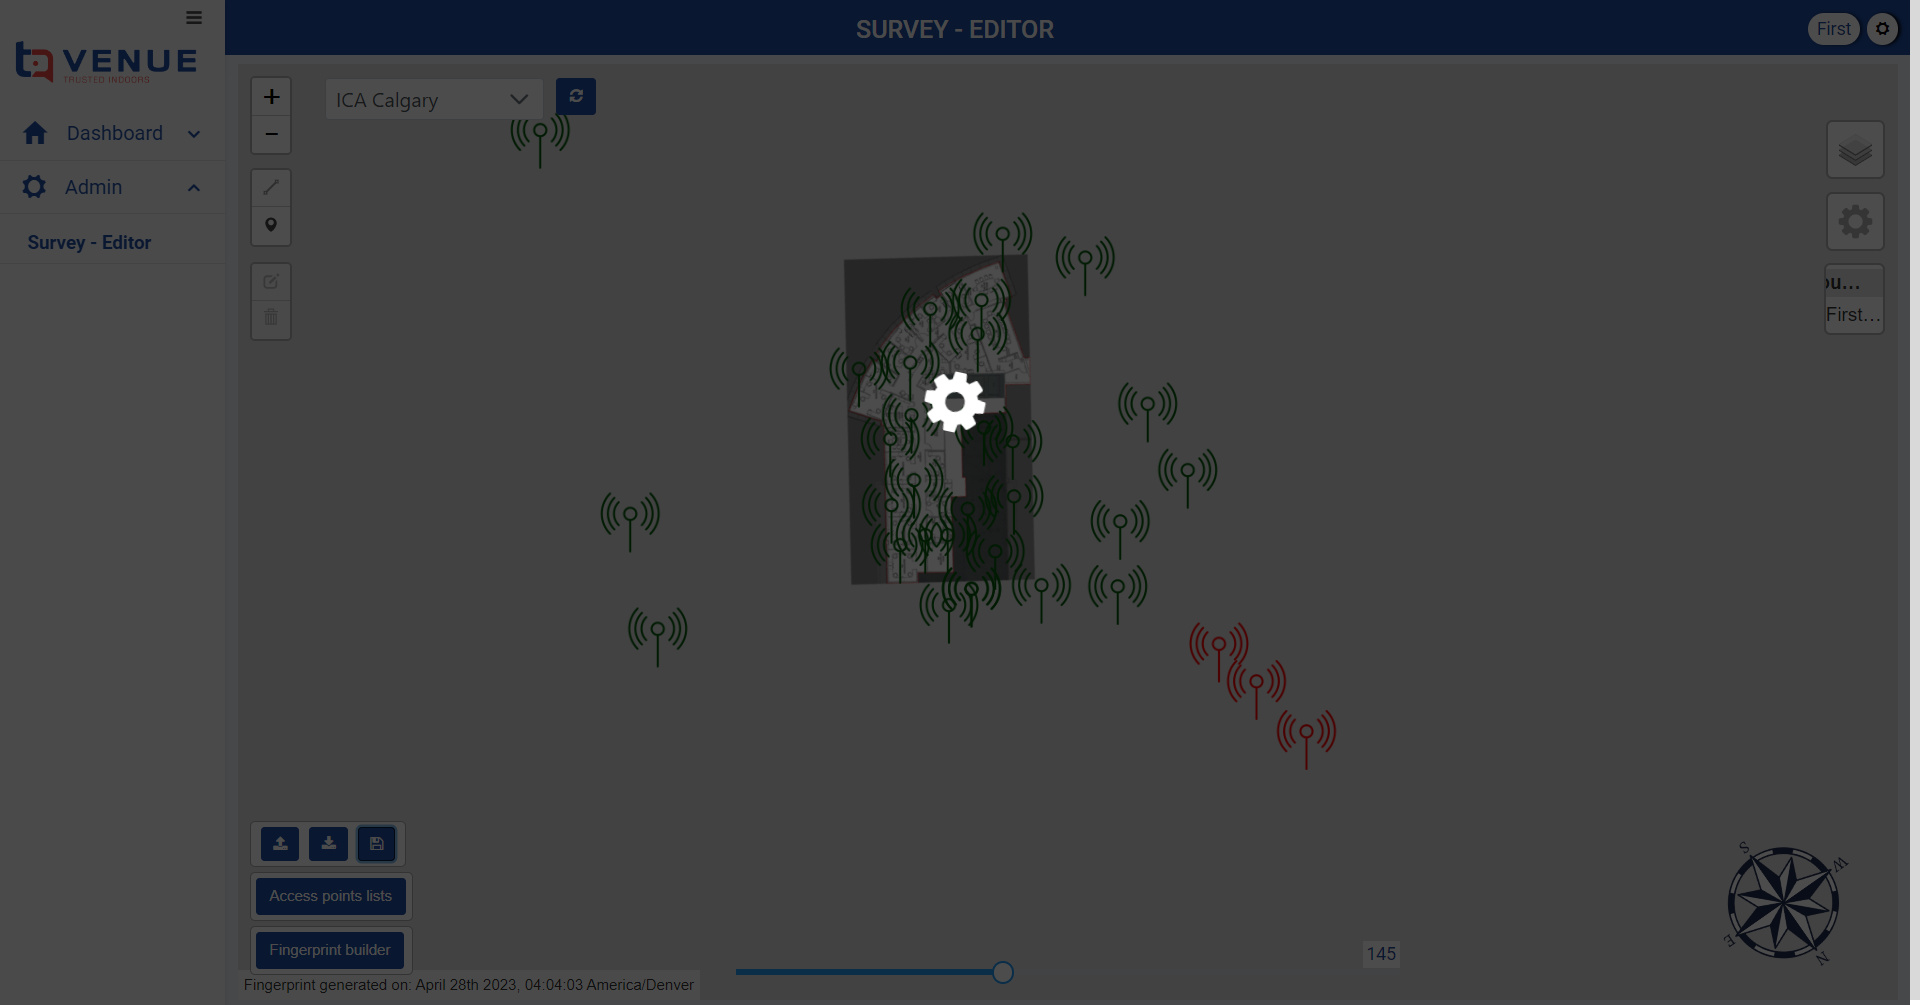 SURVEY - EDITOR
First
VENUE
TRUSTED INDOORS
Dashboard
Admin
Survey - Editor
+
−
ICA Calgary
ou...
First...
Access points lists
Fingerprint builder
Fingerprint generated on: April 28th 2023, 04:04:03 America/Denver
145
S
W
E
N